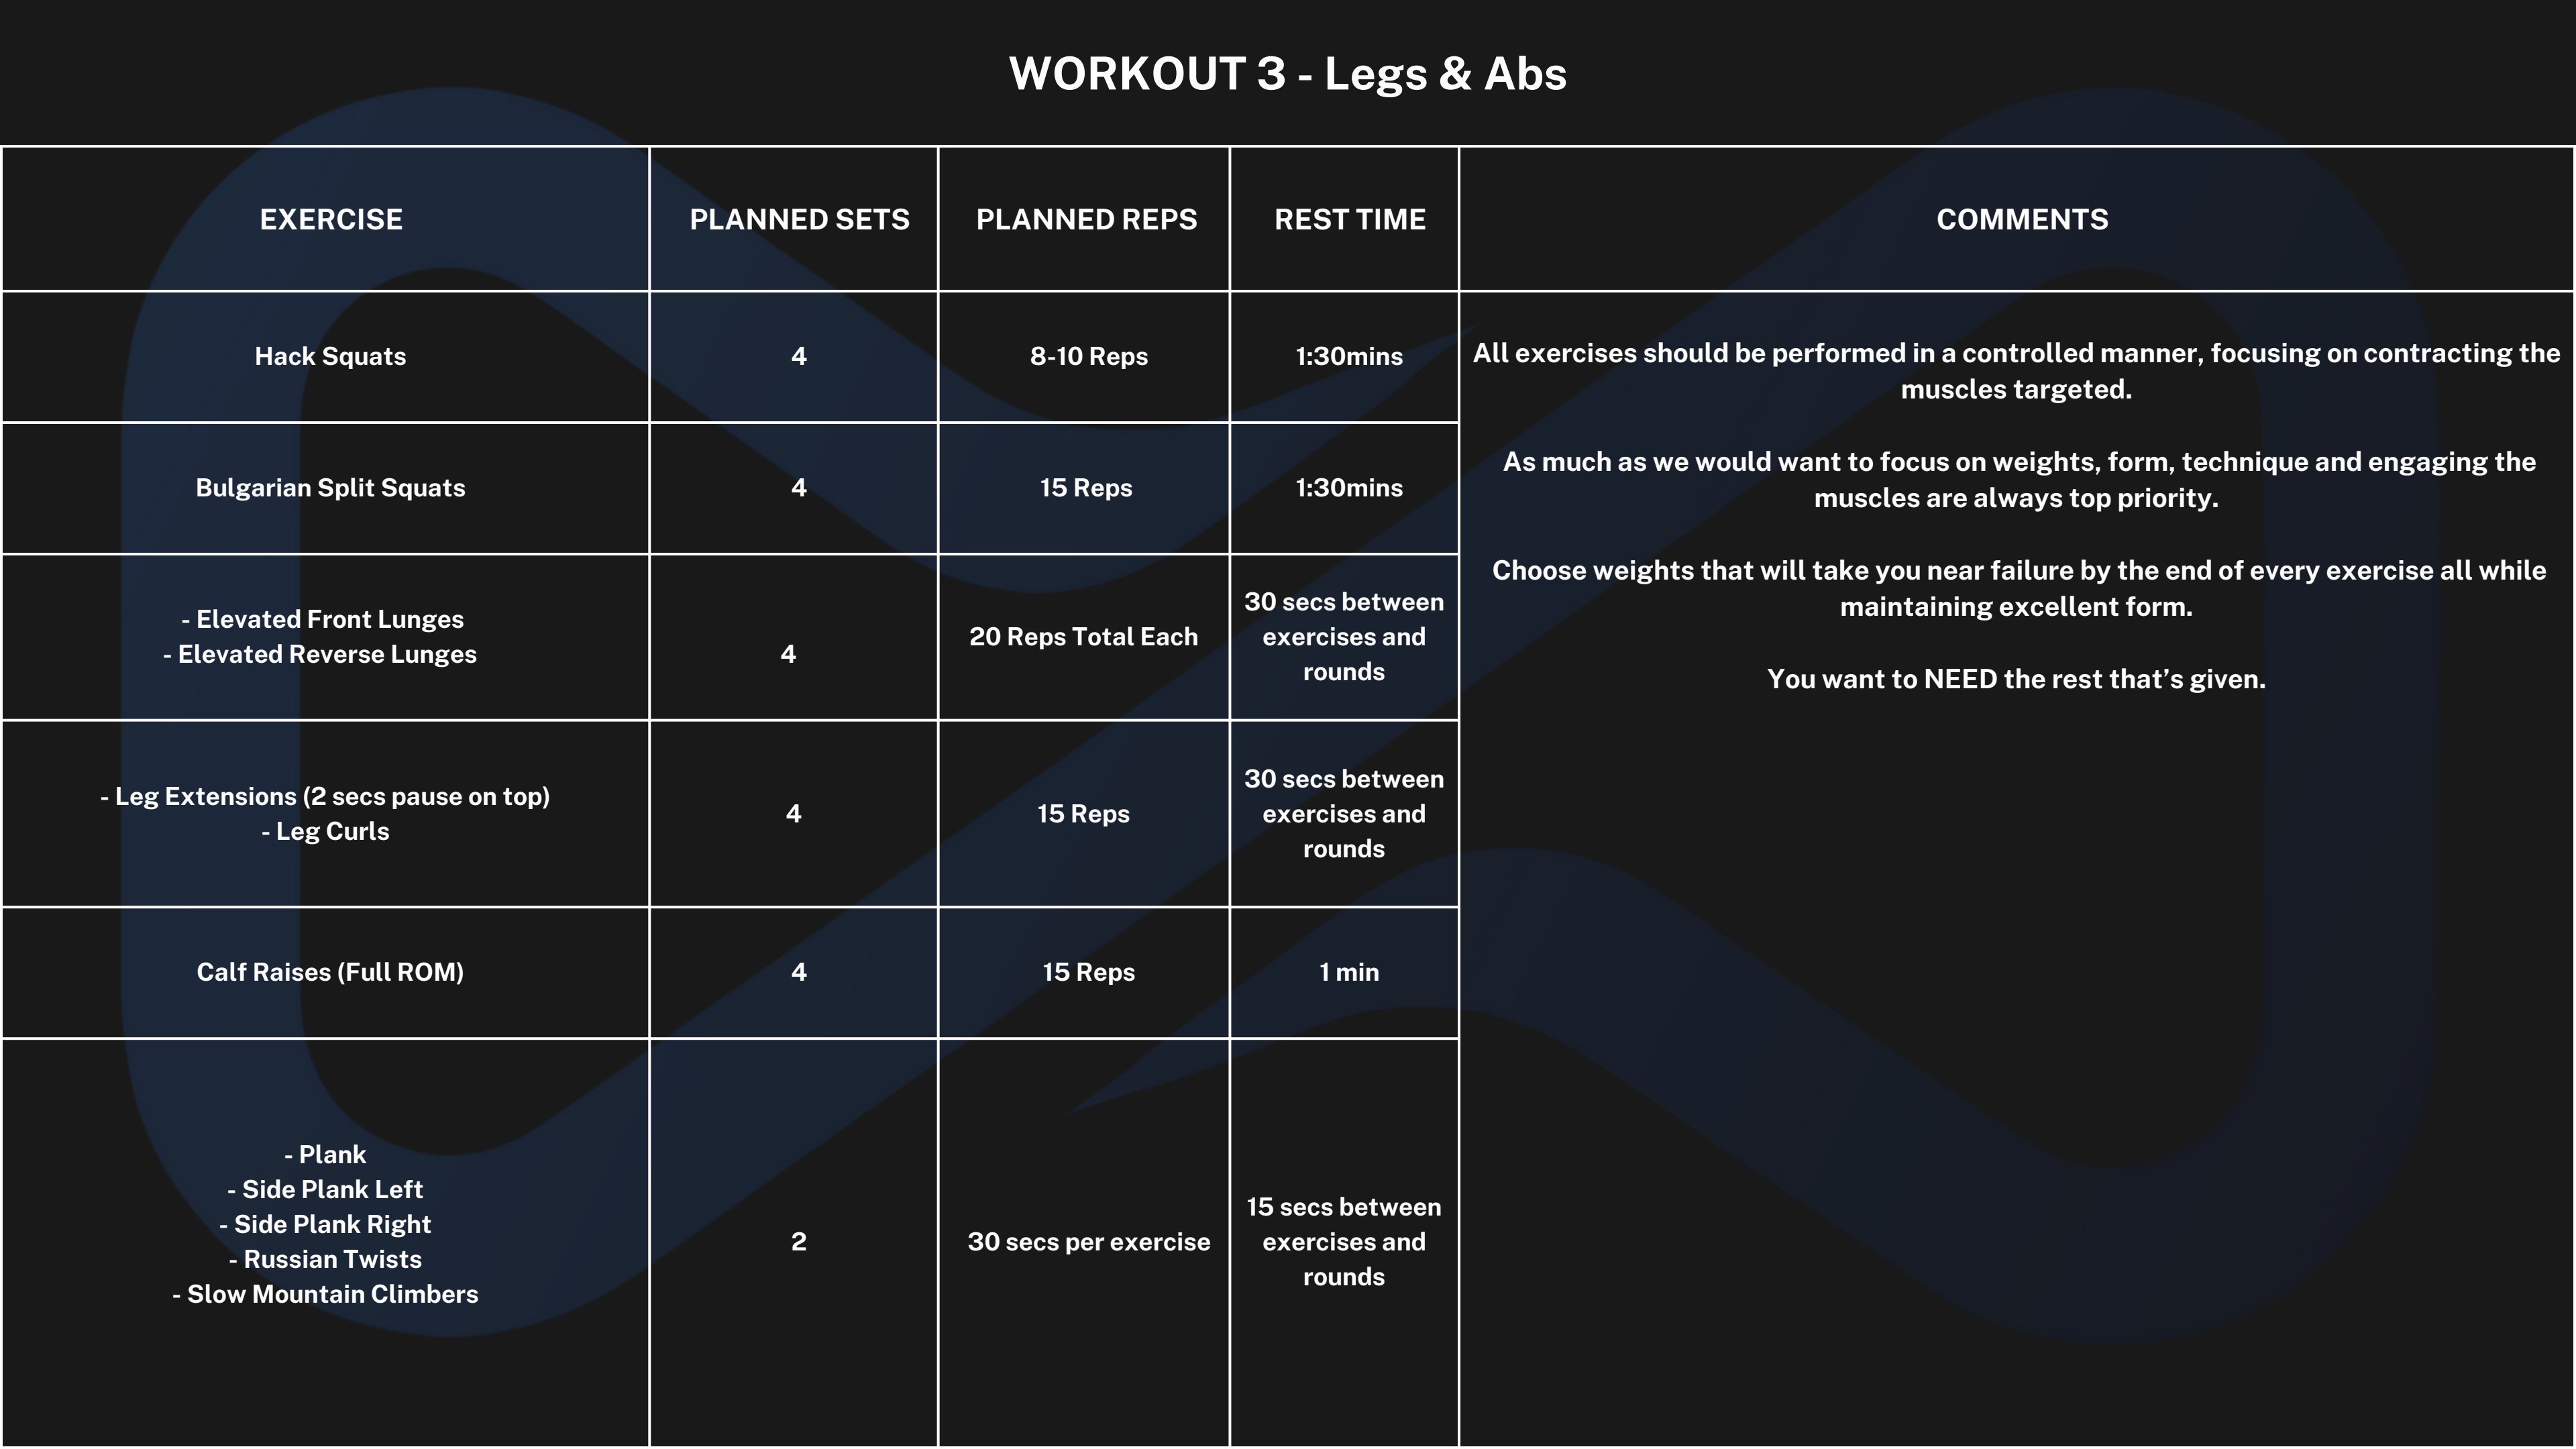 WORKOUT 3 - Legs & Abs
EXERCISE
PLANNED SETS
PLANNED REPS
REST TIME
COMMENTS
Hack Squats
4
8-10 Reps
1:30mins
All exercises should be performed in a controlled manner, focusing on contracting the
muscles targeted.
As much as we would want to focus on weights, form, technique and engaging the
muscles are always top priority.
Choose weights that will take you near failure by the end of every exercise all while
maintaining excellent form.
You want to NEED the rest that’s given.
Bulgarian Split Squats
4
15 Reps
1:30mins
- Elevated Front Lunges
- Elevated Reverse Lunges
4
20 Reps Total Each
30 secs between
exercises and
rounds
- Leg Extensions (2 secs pause on top)
- Leg Curls
4
15 Reps
30 secs between
exercises and
rounds
Calf Raises (Full ROM)
4
15 Reps
1 min
- Plank
- Side Plank Left
- Side Plank Right
- Russian Twists
- Slow Mountain Climbers
2
30 secs per exercise
15 secs between
exercises and
rounds